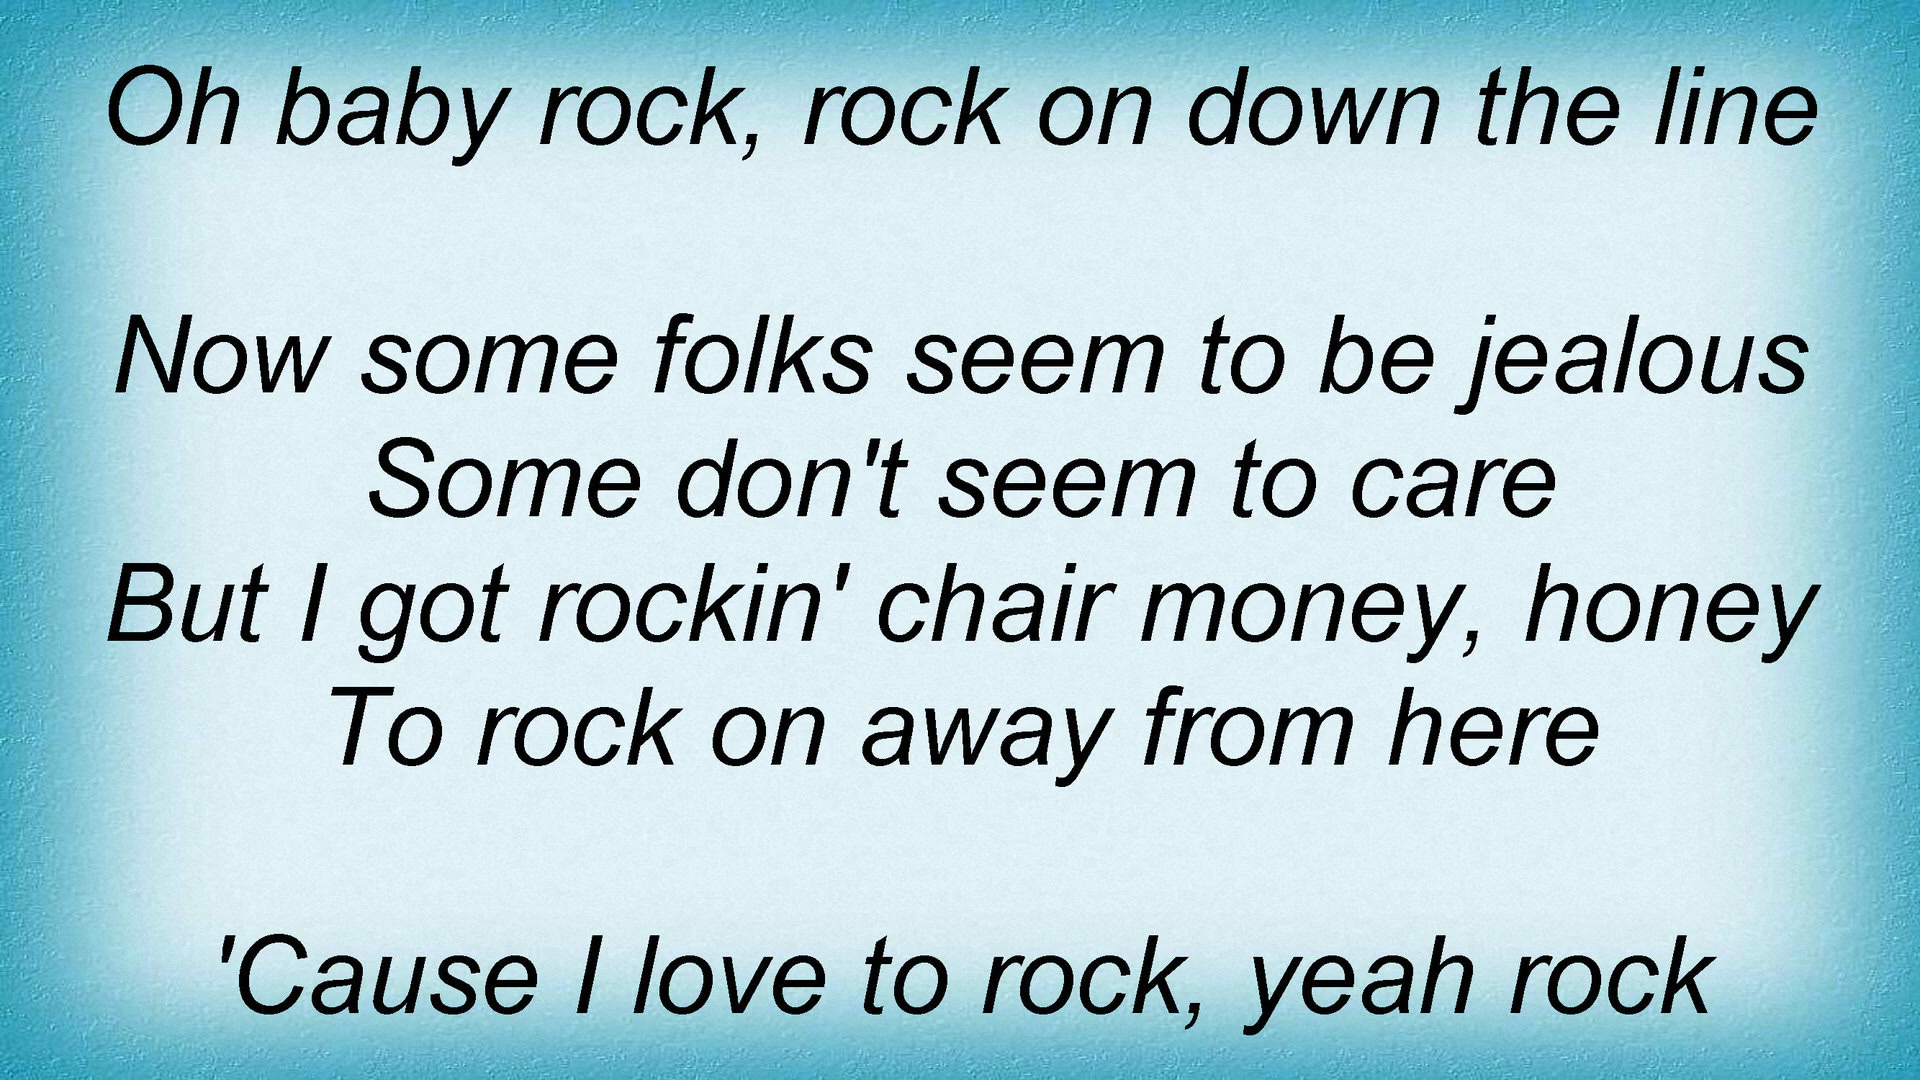 Oh baby rock, rock on down the line
Now some folks seem to be jealous
Some don't seem to care
But I got rockin' chair money, honey
To rock on away from here
'Cause I love to rock, yeah rock